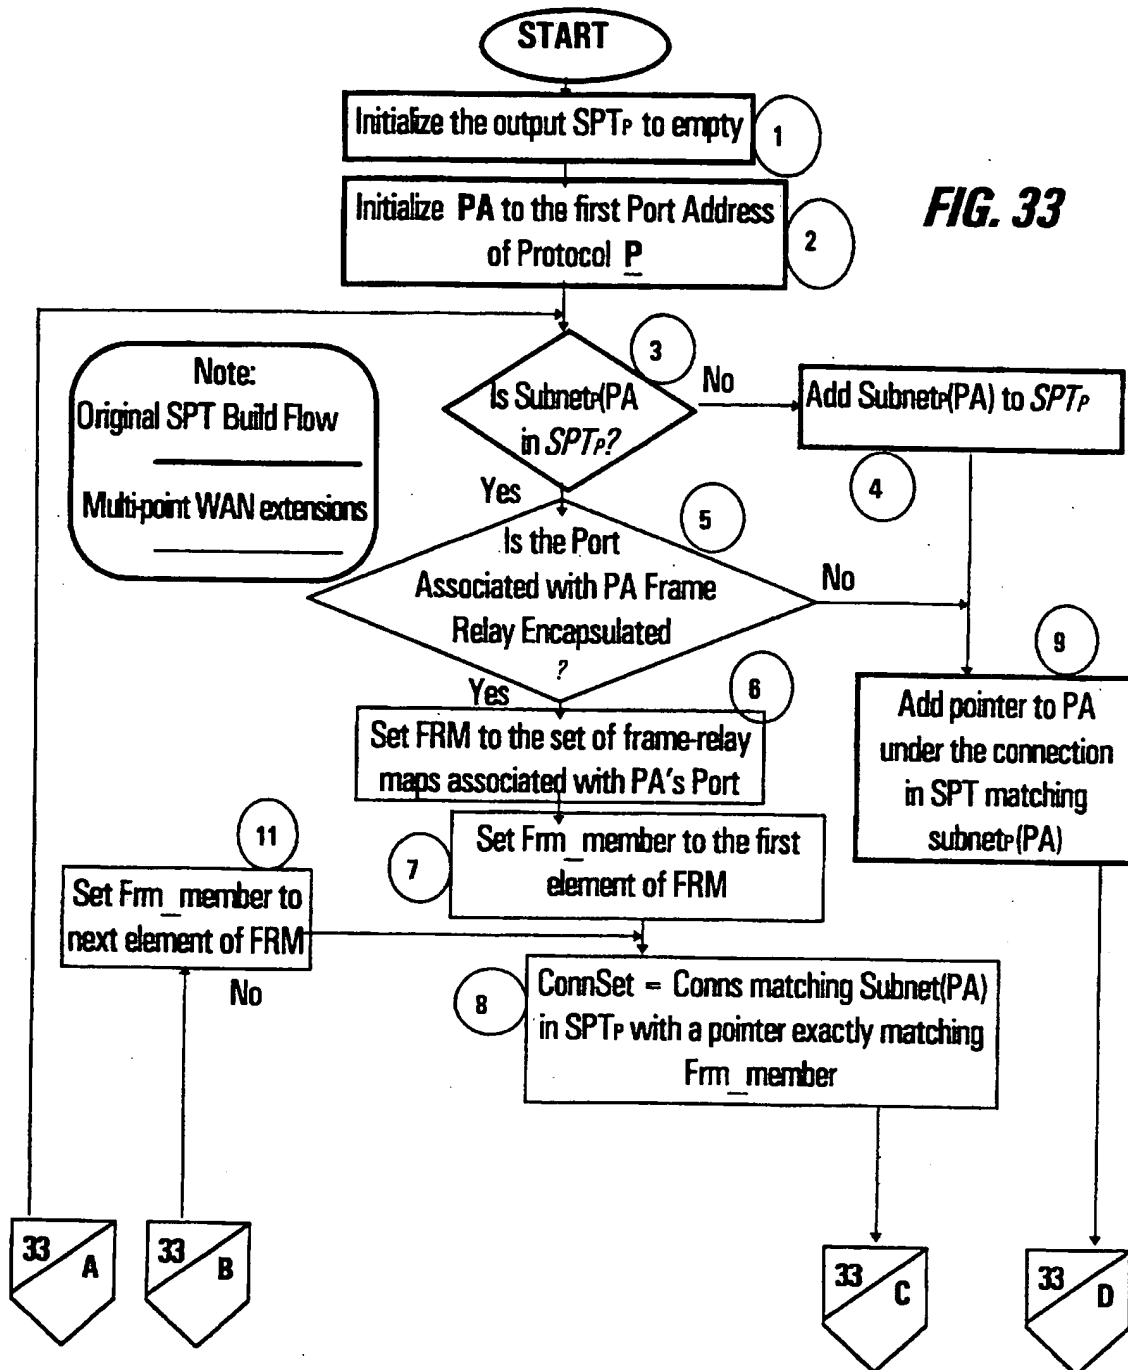 START
Initialize the output SPTP to empty
1
Initialize PA to the first Port Address
of Protocol P
2
FIG. 33
3
Is SubnetP(PA
in SPTP?
No
Add SubnetP(PA) to SPTP
4
Note:
Original SPT Build Flow
Multi-point WAN extensions
Yes
5
Is the Port
Associated with PA Frame
Relay Encapsulated
?
No
Yes
6
Set FRM to the set of frame-relay
maps associated with PA's Port
9
Add pointer to PA
under the connection
in SPT matching
subnetP(PA)
7
Set Frm_member to the first
element of FRM
11
Set Frm_member to
next element of FRM
No
8
ConnSet = Conns matching Subnet(PA)
in SPTP with a pointer exactly matching
Frm_member
33 A
33 B
33 C
33 D